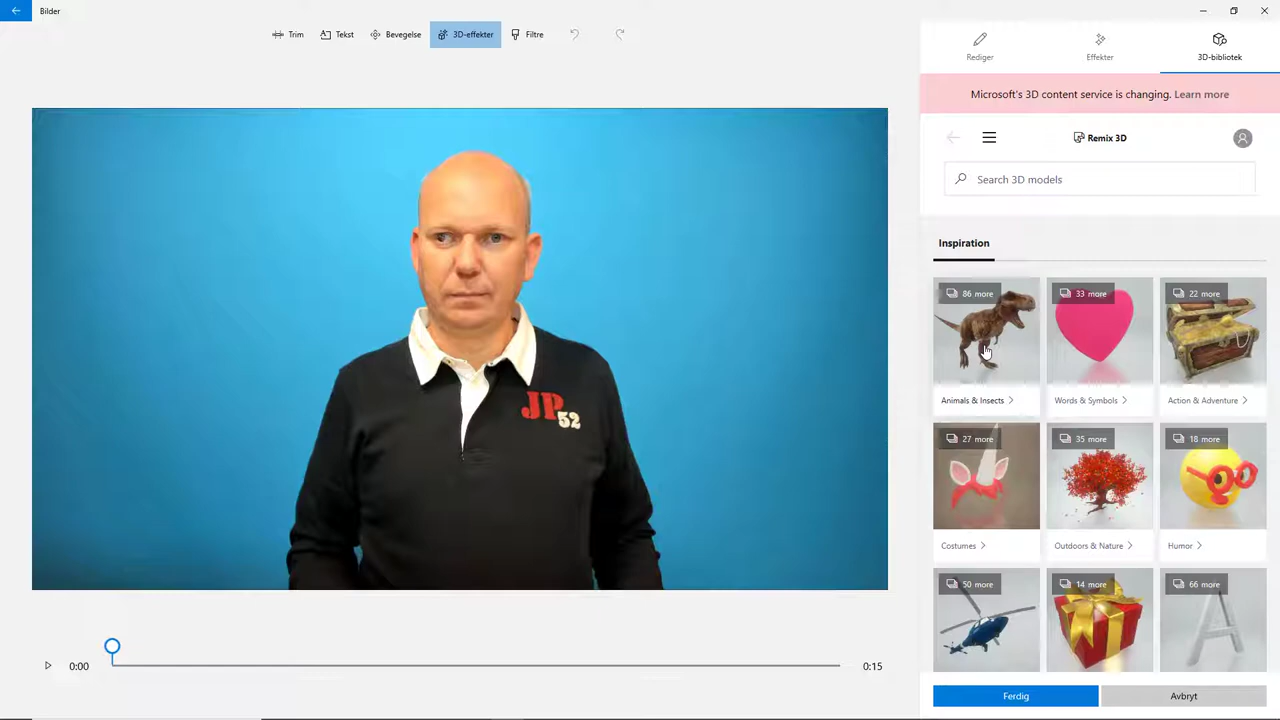 Bilder
Trim
Tekst
Bevegelse
3D-effekter
Filtre
Rediger
Effekter
3D-bibliotek
Microsoft's 3D content service is changing. Learn more
Remix 3D
Search 3D models
Inspiration
86 more
33 more
22 more
Animals & Insects
Words & Symbols
Action & Adventure
27 more
35 more
18 more
Costumes
Outdoors & Nature
Humor
50 more
14 more
66 more
JP
52
0:00
0:15
Ferdig
Avbryt